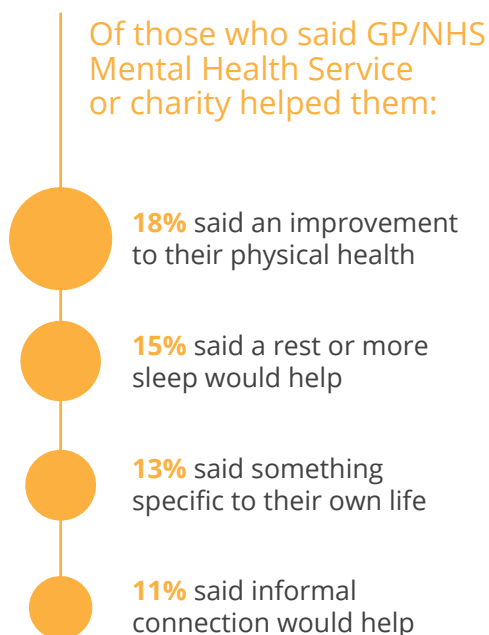 Of those who said GP/NHS
Mental Health Service
or charity helped them:
18% said an improvement
to their physical health
15% said a rest or more
sleep would help
13% said something
specific to their own life
11% said informal
connection would help